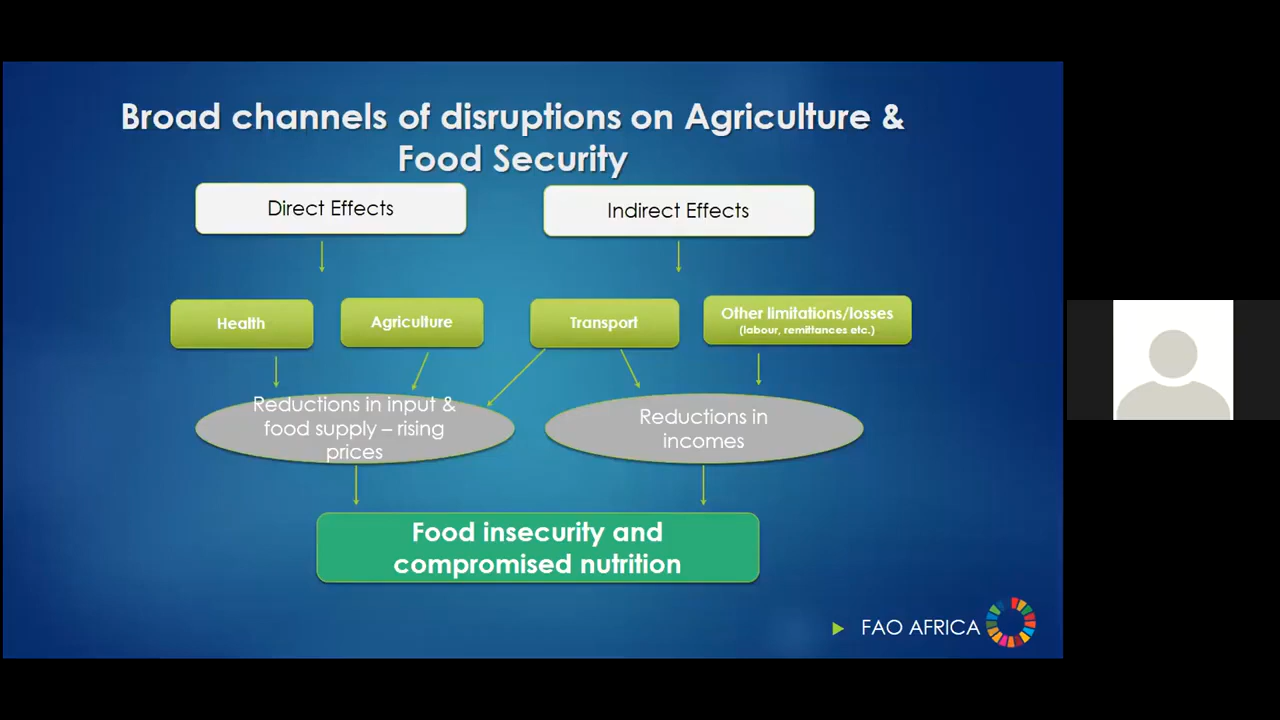 Broad channels of disruptions on Agriculture &
Food Security
Direct Effects
Indirect Effects
Health
Agriculture
Transport
Other limitations/losses
(labour, remittances etc.)
Reductions in input &
food supply – rising
prices
Reductions in
incomes
Food insecurity and
compromised nutrition
FAO AFRICA